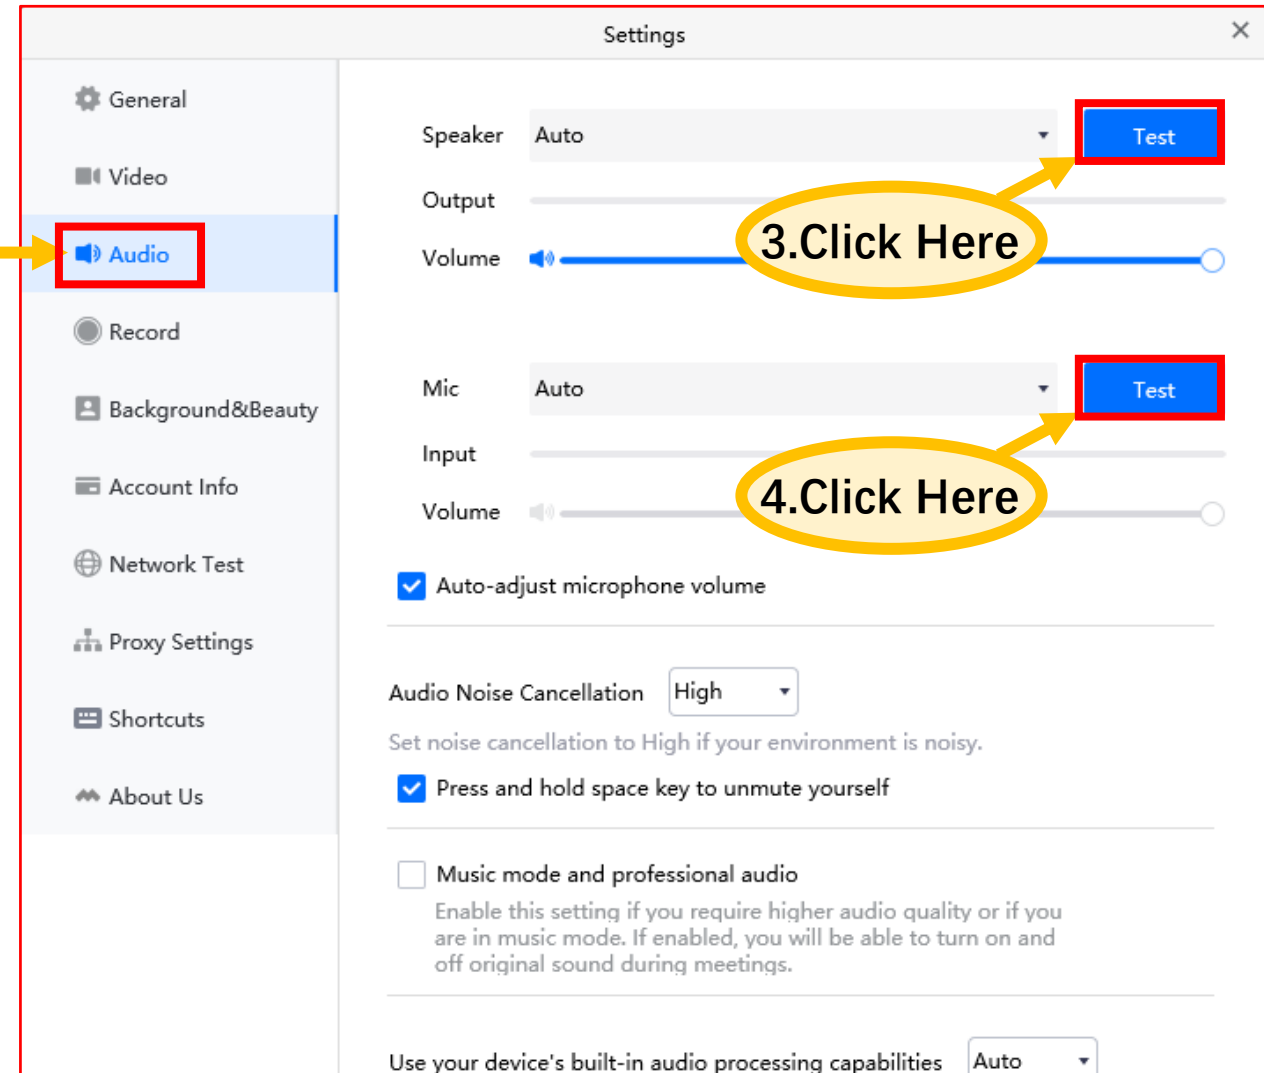 Settings
General
Video
Audio
Record
Background&Beauty
Account Info
Network Test
Proxy Settings
Shortcuts
About Us
Speaker Auto Test
Output
3.Click Here
Volume
Mic Auto Test
Input
4.Click Here
Volume
Auto-adjust microphone volume
Audio Noise Cancellation High
Set noise cancellation to High if your environment is noisy.
Press and hold space key to unmute yourself
Music mode and professional audio
Enable this setting if you require higher audio quality or if you
are in music mode. If enabled, you will be able to turn on and
off original sound during meetings.
Use your device's built-in audio processing capabilities Auto